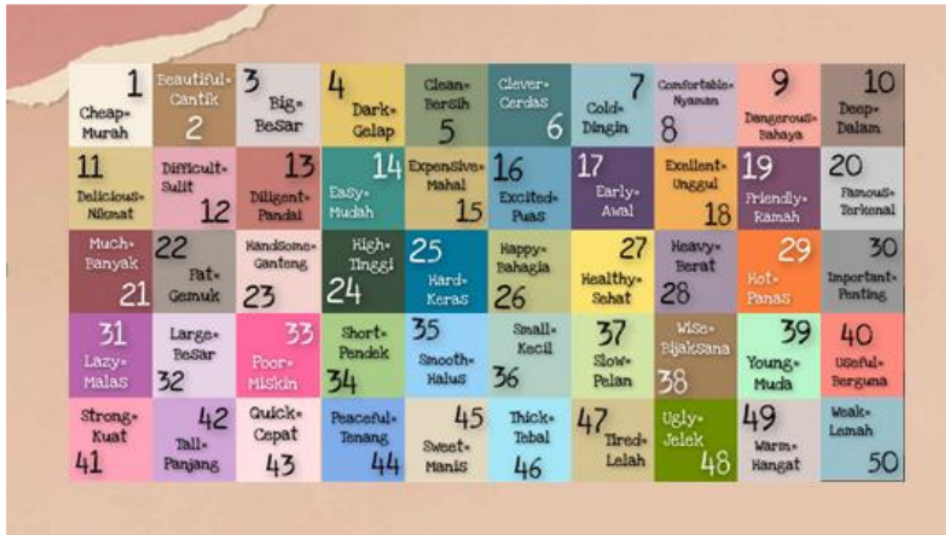 1
Cheap=
Murah
Beautiful=
Cantik
2
3
Big=
Besar
4
Dark=
Gelap
Clean=
Bersih
5
Clever=
Cerdas
6
7
Cold=
Dingin
Comfortable=
Nyaman
8
9
Dangerous=
Bahaya
10
Deep=
Dalam
11
Delicious=
Nikmat
Difficult=
Sulit
12
13
Diligent=
Pandai
14
Easy=
Mudah
Expensive=
Mahal
15
16
Excited=
Puas
17
Early=
Awal
Exellent=
Unggul
18
19
Friendly=
Ramah
20
Famous=
Terkenal
Much=
Banyak
21
22
Fat=
Gemuk
Handsome=
Ganteng
23
High=
Tinggi
24
25
Hard=
Keras
Happy=
Bahagia
26
27
Healthy=
Sehat
Heavy=
Berat
28
29
Hot=
Panas
30
Important=
Penting
31
Lazy=
Malas
Large=
Besar
32
33
Poor=
Miskin
Short=
Pendek
34
35
Smooth=
Halus
Small=
Kecil
36
37
Slow=
Pelan
Wise=
Bijaksana
38
39
Young=
Muda
40
Useful=
Berguna
Strong=
Kuat
41
42
Tall=
Panjang
Quick=
Cepat
43
Peaceful=
Tenang
44
45
Sweet=
Manis
Thick=
Tebal
46
47
Tired=
Lelah
Ugly=
Jelek
48
49
Warm=
Hangat
Weak=
Lemah
50